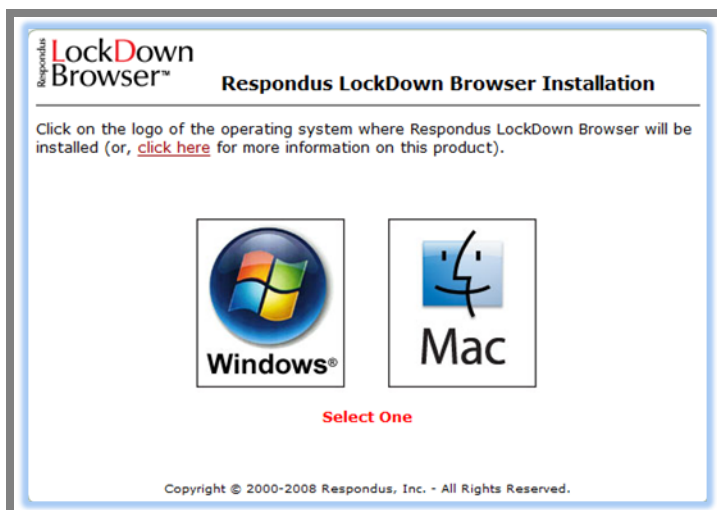 Respondus
LockDown
Browser™
Respondus LockDown Browser Installation
Click on the logo of the operating system where Respondus LockDown Browser will be
installed (or, click here for more information on this product).
Windows®
Mac
Select One
Copyright © 2000-2008 Respondus, Inc. - All Rights Reserved.